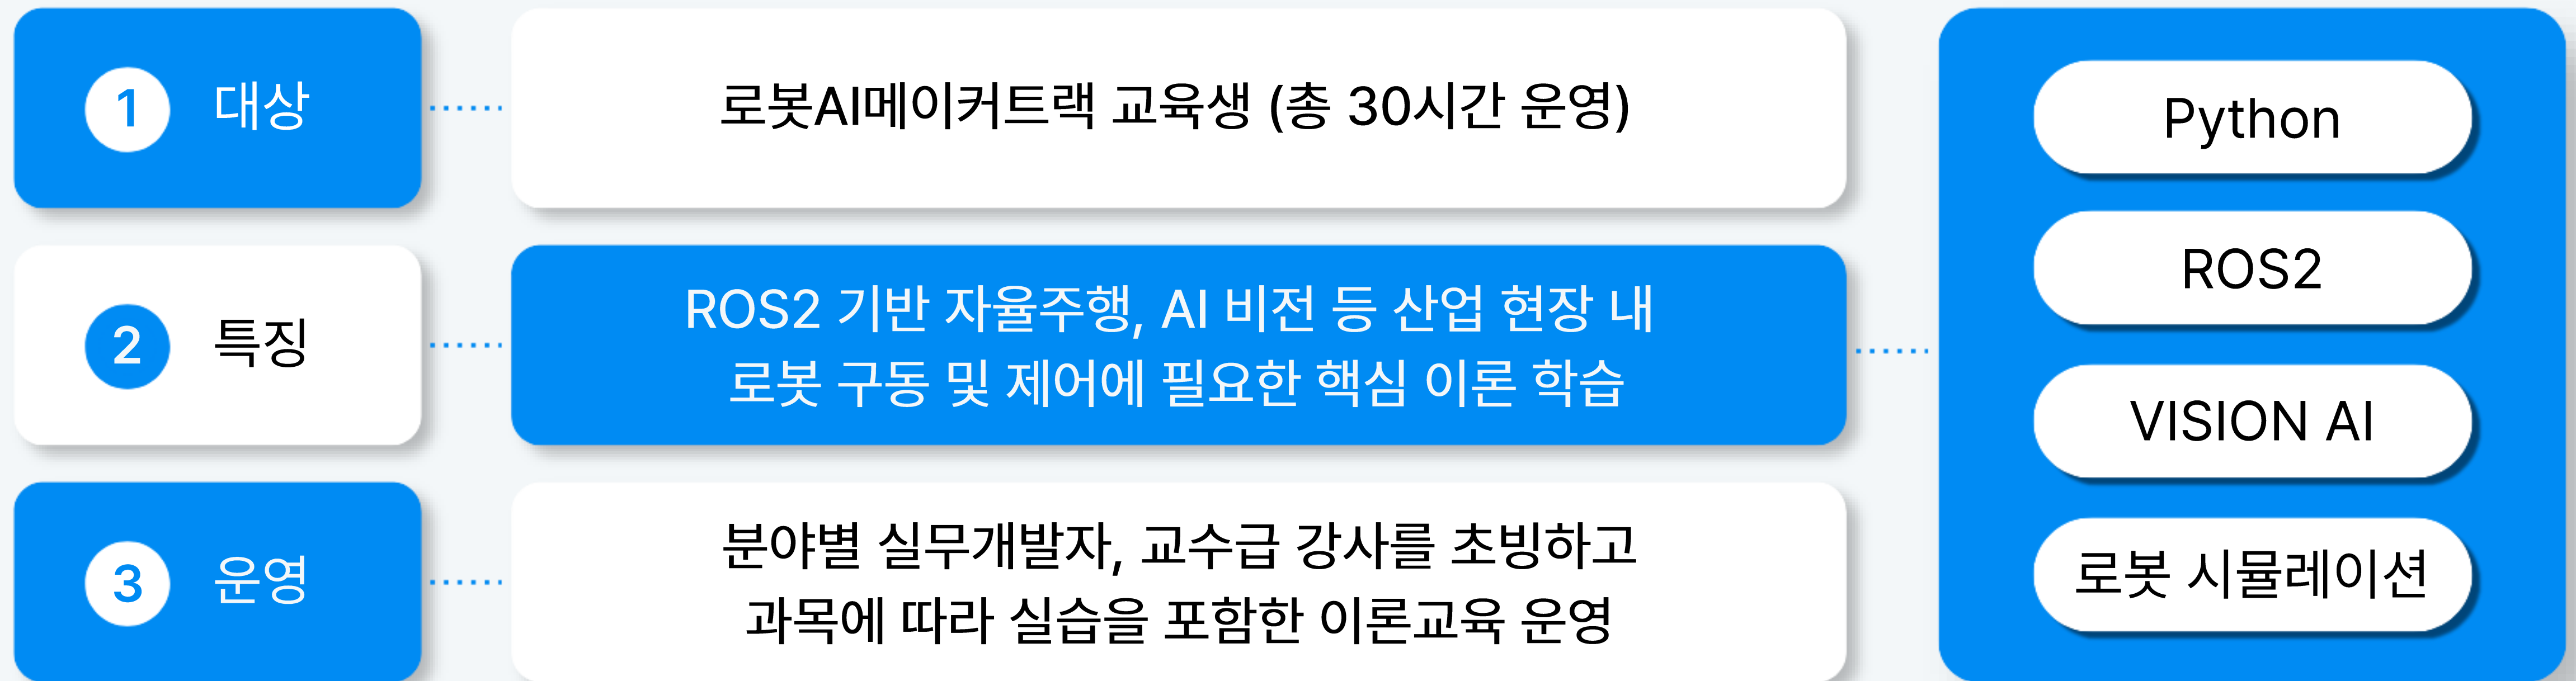 1 대상
로봇AI메이커트랙 교육생 (총 30시간 운영)
2 특징
ROS2 기반 자율주행, AI 비전 등 산업 현장 내
로봇 구동 및 제어에 필요한 핵심 이론 학습
3 운영
분야별 실무개발자, 교수급 강사를 초빙하고
과목에 따라 실습을 포함한 이론교육 운영
Python
ROS2
VISION AI
로봇 시뮬레이션